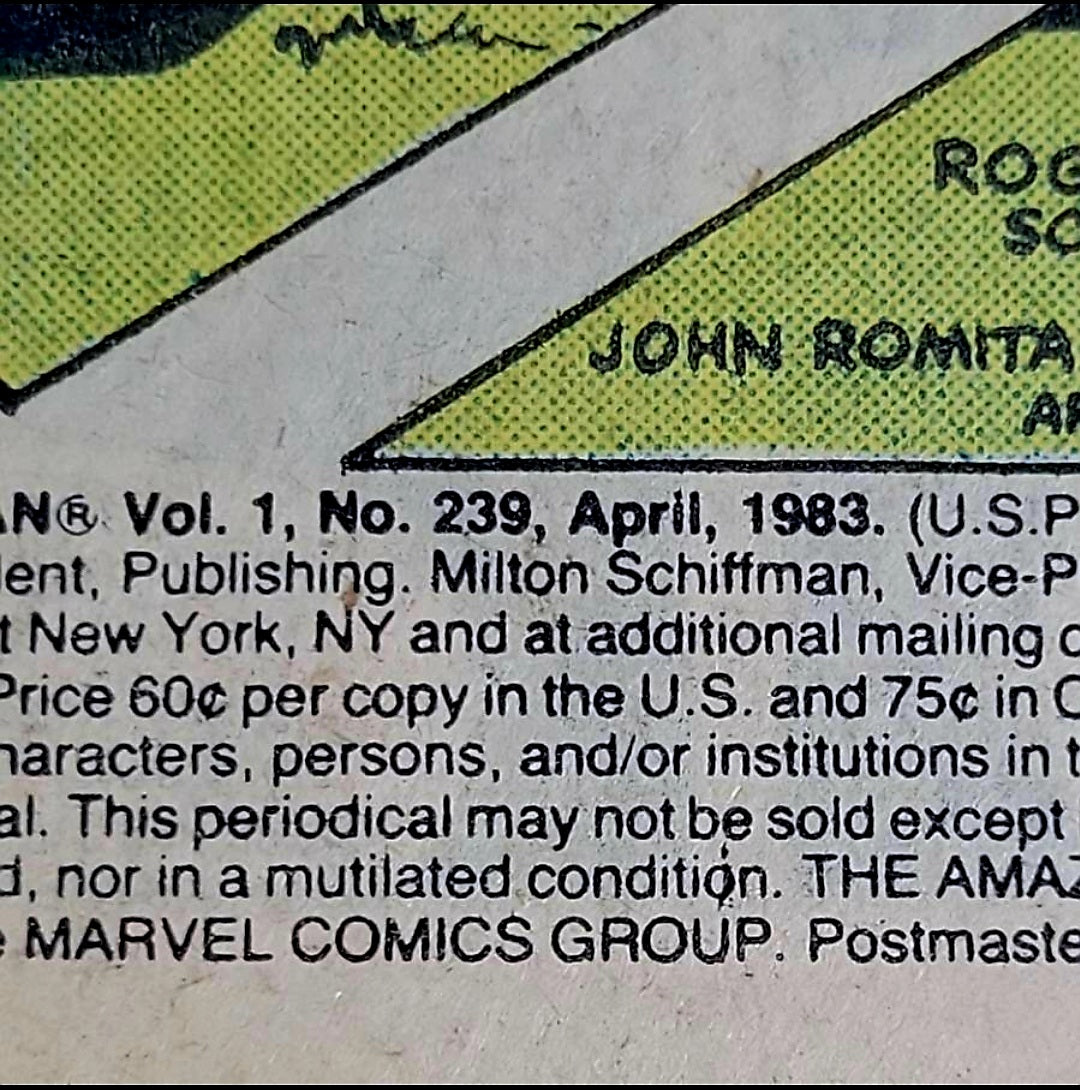 ROG
SC
JOHN ROMITA
AR
AN® Vol. 1, No. 239, April, 1983. (U.S.P
lent, Publishing. Milton Schiffman, Vice-P
t New York, NY and at additional mailing o
Price 60¢ per copy in the U.S. and 75¢ in C
haracters, persons, and/or institutions in t
al. This periodical may not be sold except
d, nor in a mutilated condition. THE AMAZ
e MARVEL COMICS GROUP. Postmaste